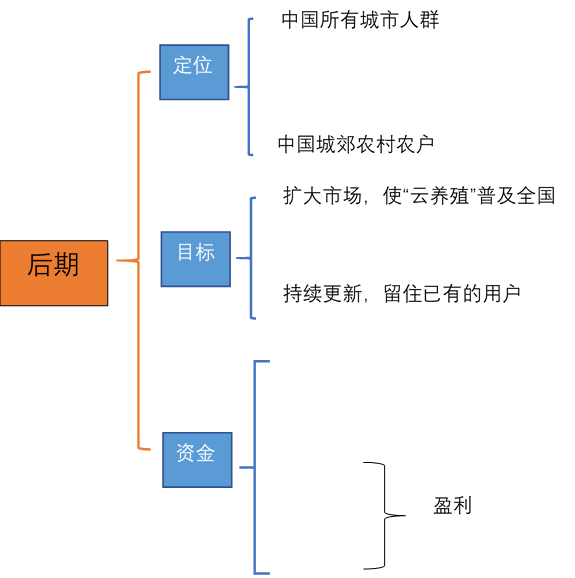 中国所有城市人群
定位
中国城郊农村农户
扩大市场，使“云养殖”普及全国
目标
后期
持续更新，留住已有的用户
资金
盈利